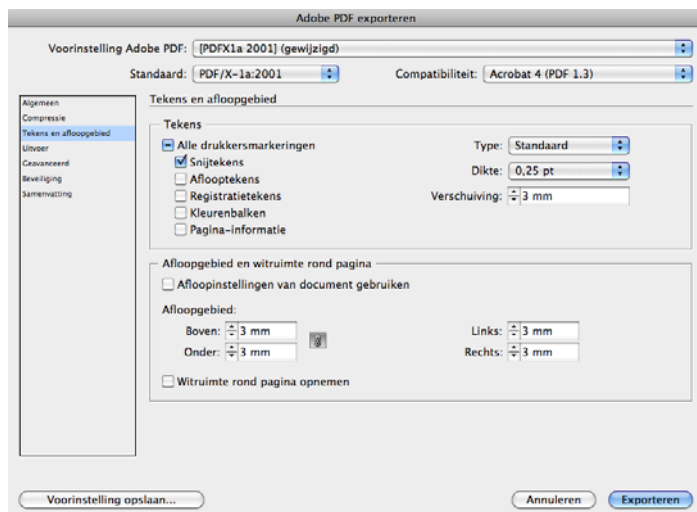 Adobe PDF exporteren
Voorinstelling Adobe PDF: [PDFX1a 2001] (gewijzigd)
Standaard: PDF/X-1a:2001 Compatibiliteit: Acrobat 4 (PDF 1.3)
Algemeen
Compressie
Tekens en afloopgebied
Uitvoer
Geavanceerd
Beveiliging
Samenvatting
Tekens en afloopgebied
Tekens
Alle drukkersmarkeringen
Snijtekens
Aflooptekens
Registratietekens
Kleurenbalken
Pagina-informatie
Type: Standaard
Dikte: 0,25 pt
Verschuiving: 3 mm
Afloopgebied en witruimte rond pagina
Afloopinstellingen van document gebruiken
Afloopgebied:
Boven: 3 mm Links: 3 mm
Onder: 3 mm Rechts: 3 mm
Witruimte rond pagina opnemen
Voorinstelling opslaan... Annuleren Exporteren